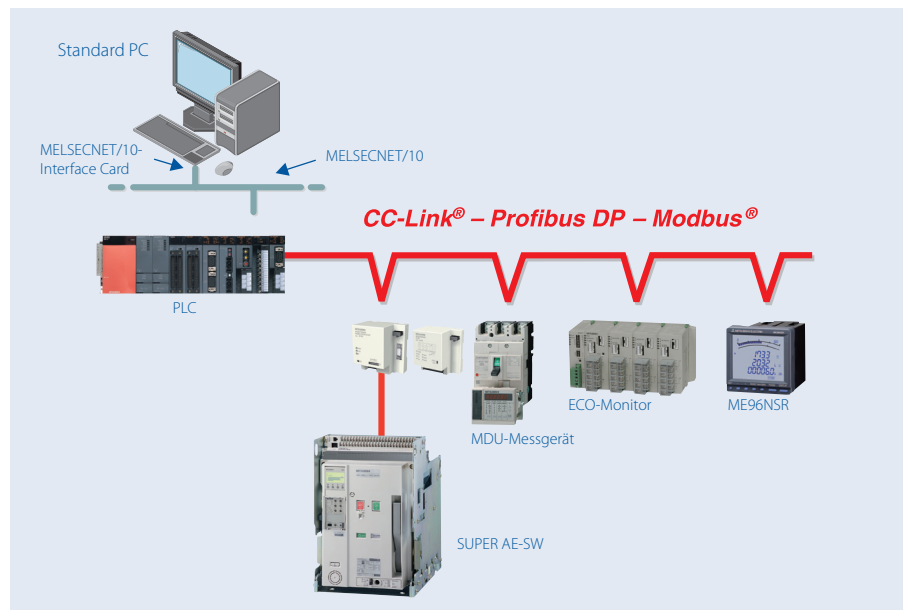 Standard PC
MELSECNET/10-
Interface Card
MELSECNET/10
CC-Link® – Profibus DP – Modbus®
PLC
ECO-Monitor
ME96NSR
MDU-Messgerät
SUPER AE-SW